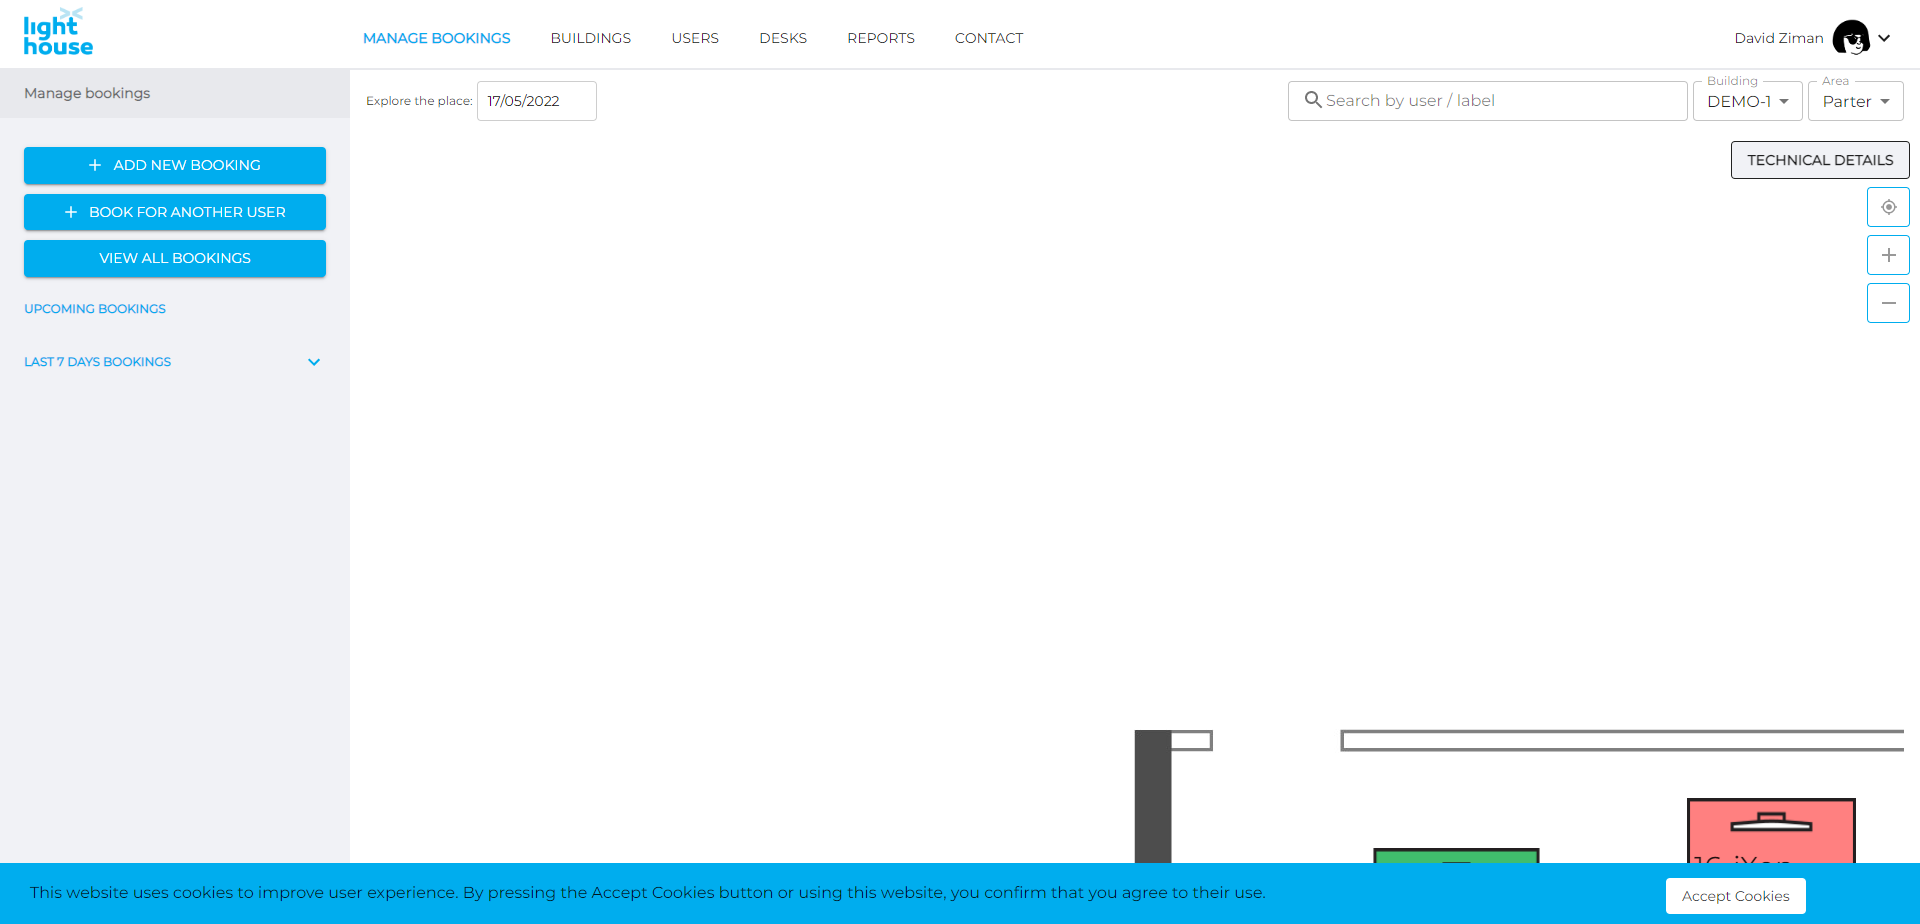 light
house
MANAGE BOOKINGS
BUILDINGS
USERS
DESKS
REPORTS
CONTACT
David Ziman
Manage bookings
Explore the place:
17/05/2022
Search by user / label
Building
DEMO-1
Area
Parter
ADD NEW BOOKING
BOOK FOR ANOTHER USER
VIEW ALL BOOKINGS
UPCOMING BOOKINGS
LAST 7 DAYS BOOKINGS
TECHNICAL DETAILS
This website uses cookies to improve user experience. By pressing the Accept Cookies button or using this website, you confirm that you agree to their use.
Accept Cookies